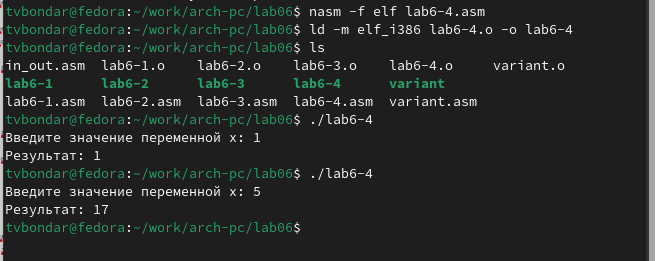 tvbondar@fedora:~/work/arch-pc/lab06$ nasm -f elf lab6-4.asm
tvbondar@fedora:~/work/arch-pc/lab06$ ld -m elf_i386 lab6-4.o -o lab6-4
tvbondar@fedora:~/work/arch-pc/lab06$ ls
in_out.asm  lab6-1.o    lab6-2.o    lab6-3.o    lab6-4.o    variant.o
lab6-1      lab6-2      lab6-3      lab6-4      variant
lab6-1.asm  lab6-2.asm  lab6-3.asm  lab6-4.asm  variant.asm
tvbondar@fedora:~/work/arch-pc/lab06$ ./lab6-4
Введите значение переменной x: 1
Результат: 1
tvbondar@fedora:~/work/arch-pc/lab06$ ./lab6-4
Введите значение переменной x: 5
Результат: 17
tvbondar@fedora:~/work/arch-pc/lab06$